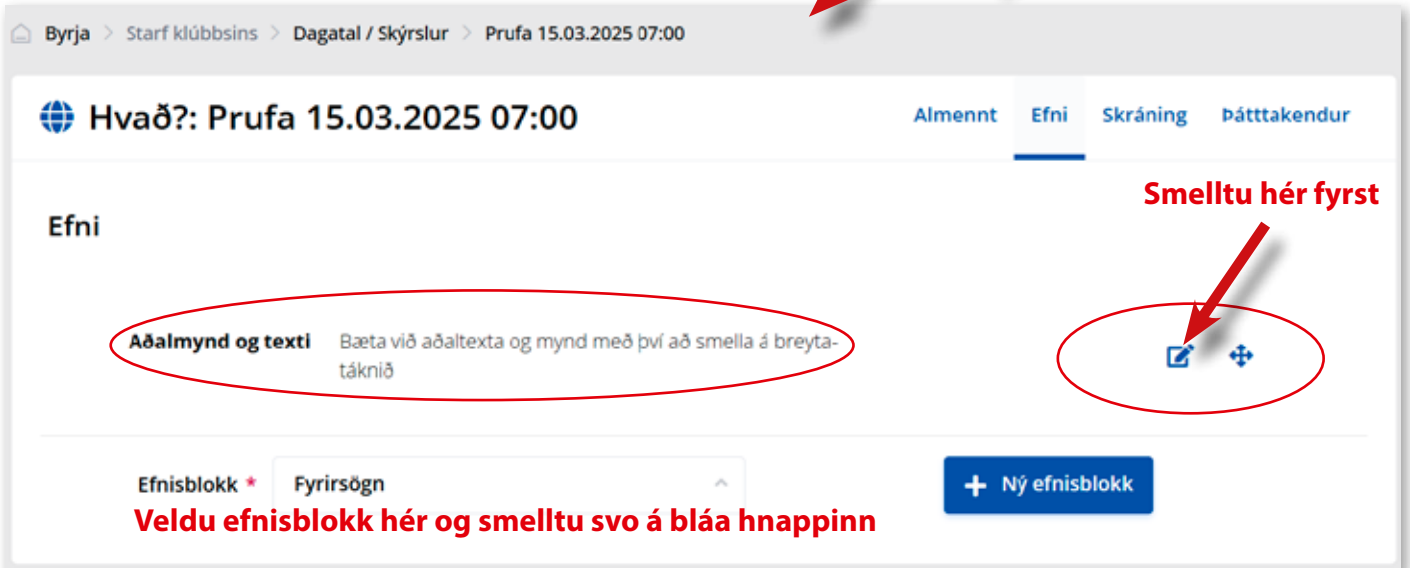 Byrja > Starf klúbbsins > Dagatal / Skýrslur > Prufa 15.03.2025 07:00
Hvað?: Prufa 15.03.2025 07:00
Almennt Efni Skráning Þátttakendur
Smelltu hér fyrst
Efni
Aðalmynd og texti Bæta við aðaltexta og mynd með því að smella á breyta-
táknið
Efnisblokk * Fyrirsögn + Ný efnisblokk
Veldu efnisblokk hér og smelltu svo á bláa hnappinn